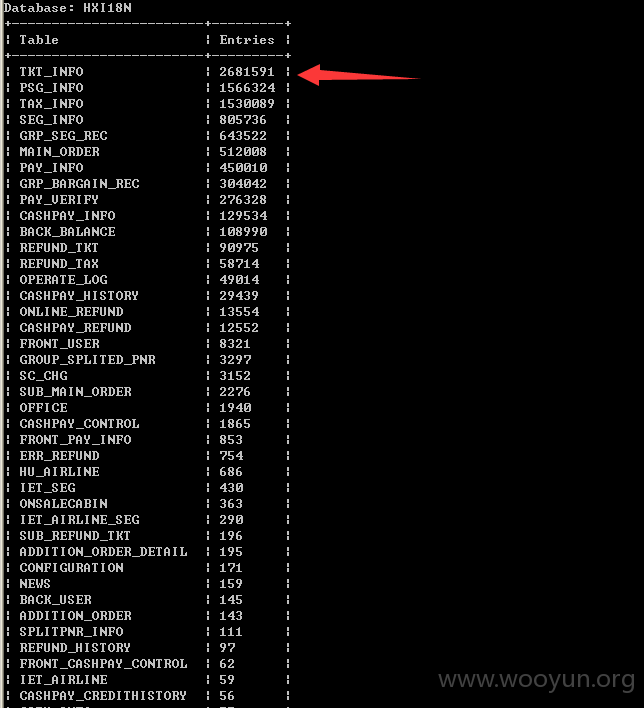 Database: HXI18N
Table Entries
TKT_INFO 2681591
PSG_INFO 1566324
TAX_INFO 1530089
SEG_INFO 805736
GRP_SEG_REC 643522
MAIN_ORDER 512008
PAY_INFO 450010
GRP_BARGAIN_REC 304042
PAY_VERIFY 276328
CASHPAY_INFO 129534
BACK_BALANCE 108990
REFUND_TKT 90975
REFUND_TAX 58714
OPERATE_LOG 49014
CASHPAY_HISTORY 29439
ONLINE_REFUND 13554
CASHPAY_REFUND 12552
FRONT_USER 8321
GROUP_SPLITED_PNR 3297
SC_CHG 3152
SUB_MAIN_ORDER 2276
OFFICE 1940
CASHPAY_CONTROL 1865
FRONT_PAY_INFO 853
ERR_REFUND 754
HU_AIRLINE 686
IET_SEG 430
ONSALECABIN 363
IET_AIRLINE_SEG 290
SUB_REFUND_TKT 196
ADDITION_ORDER_DETAIL 195
CONFIGURATION 171
NEWS 159
BACK_USER 145
ADDITION_ORDER 143
SPLITPNR_INFO 111
REFUND_HISTORY 97
FRONT_CASHPAY_CONTROL 62
IET_AIRLINE 59
CASHPAY_CREDITHISTORY 56
www.wooyun.org